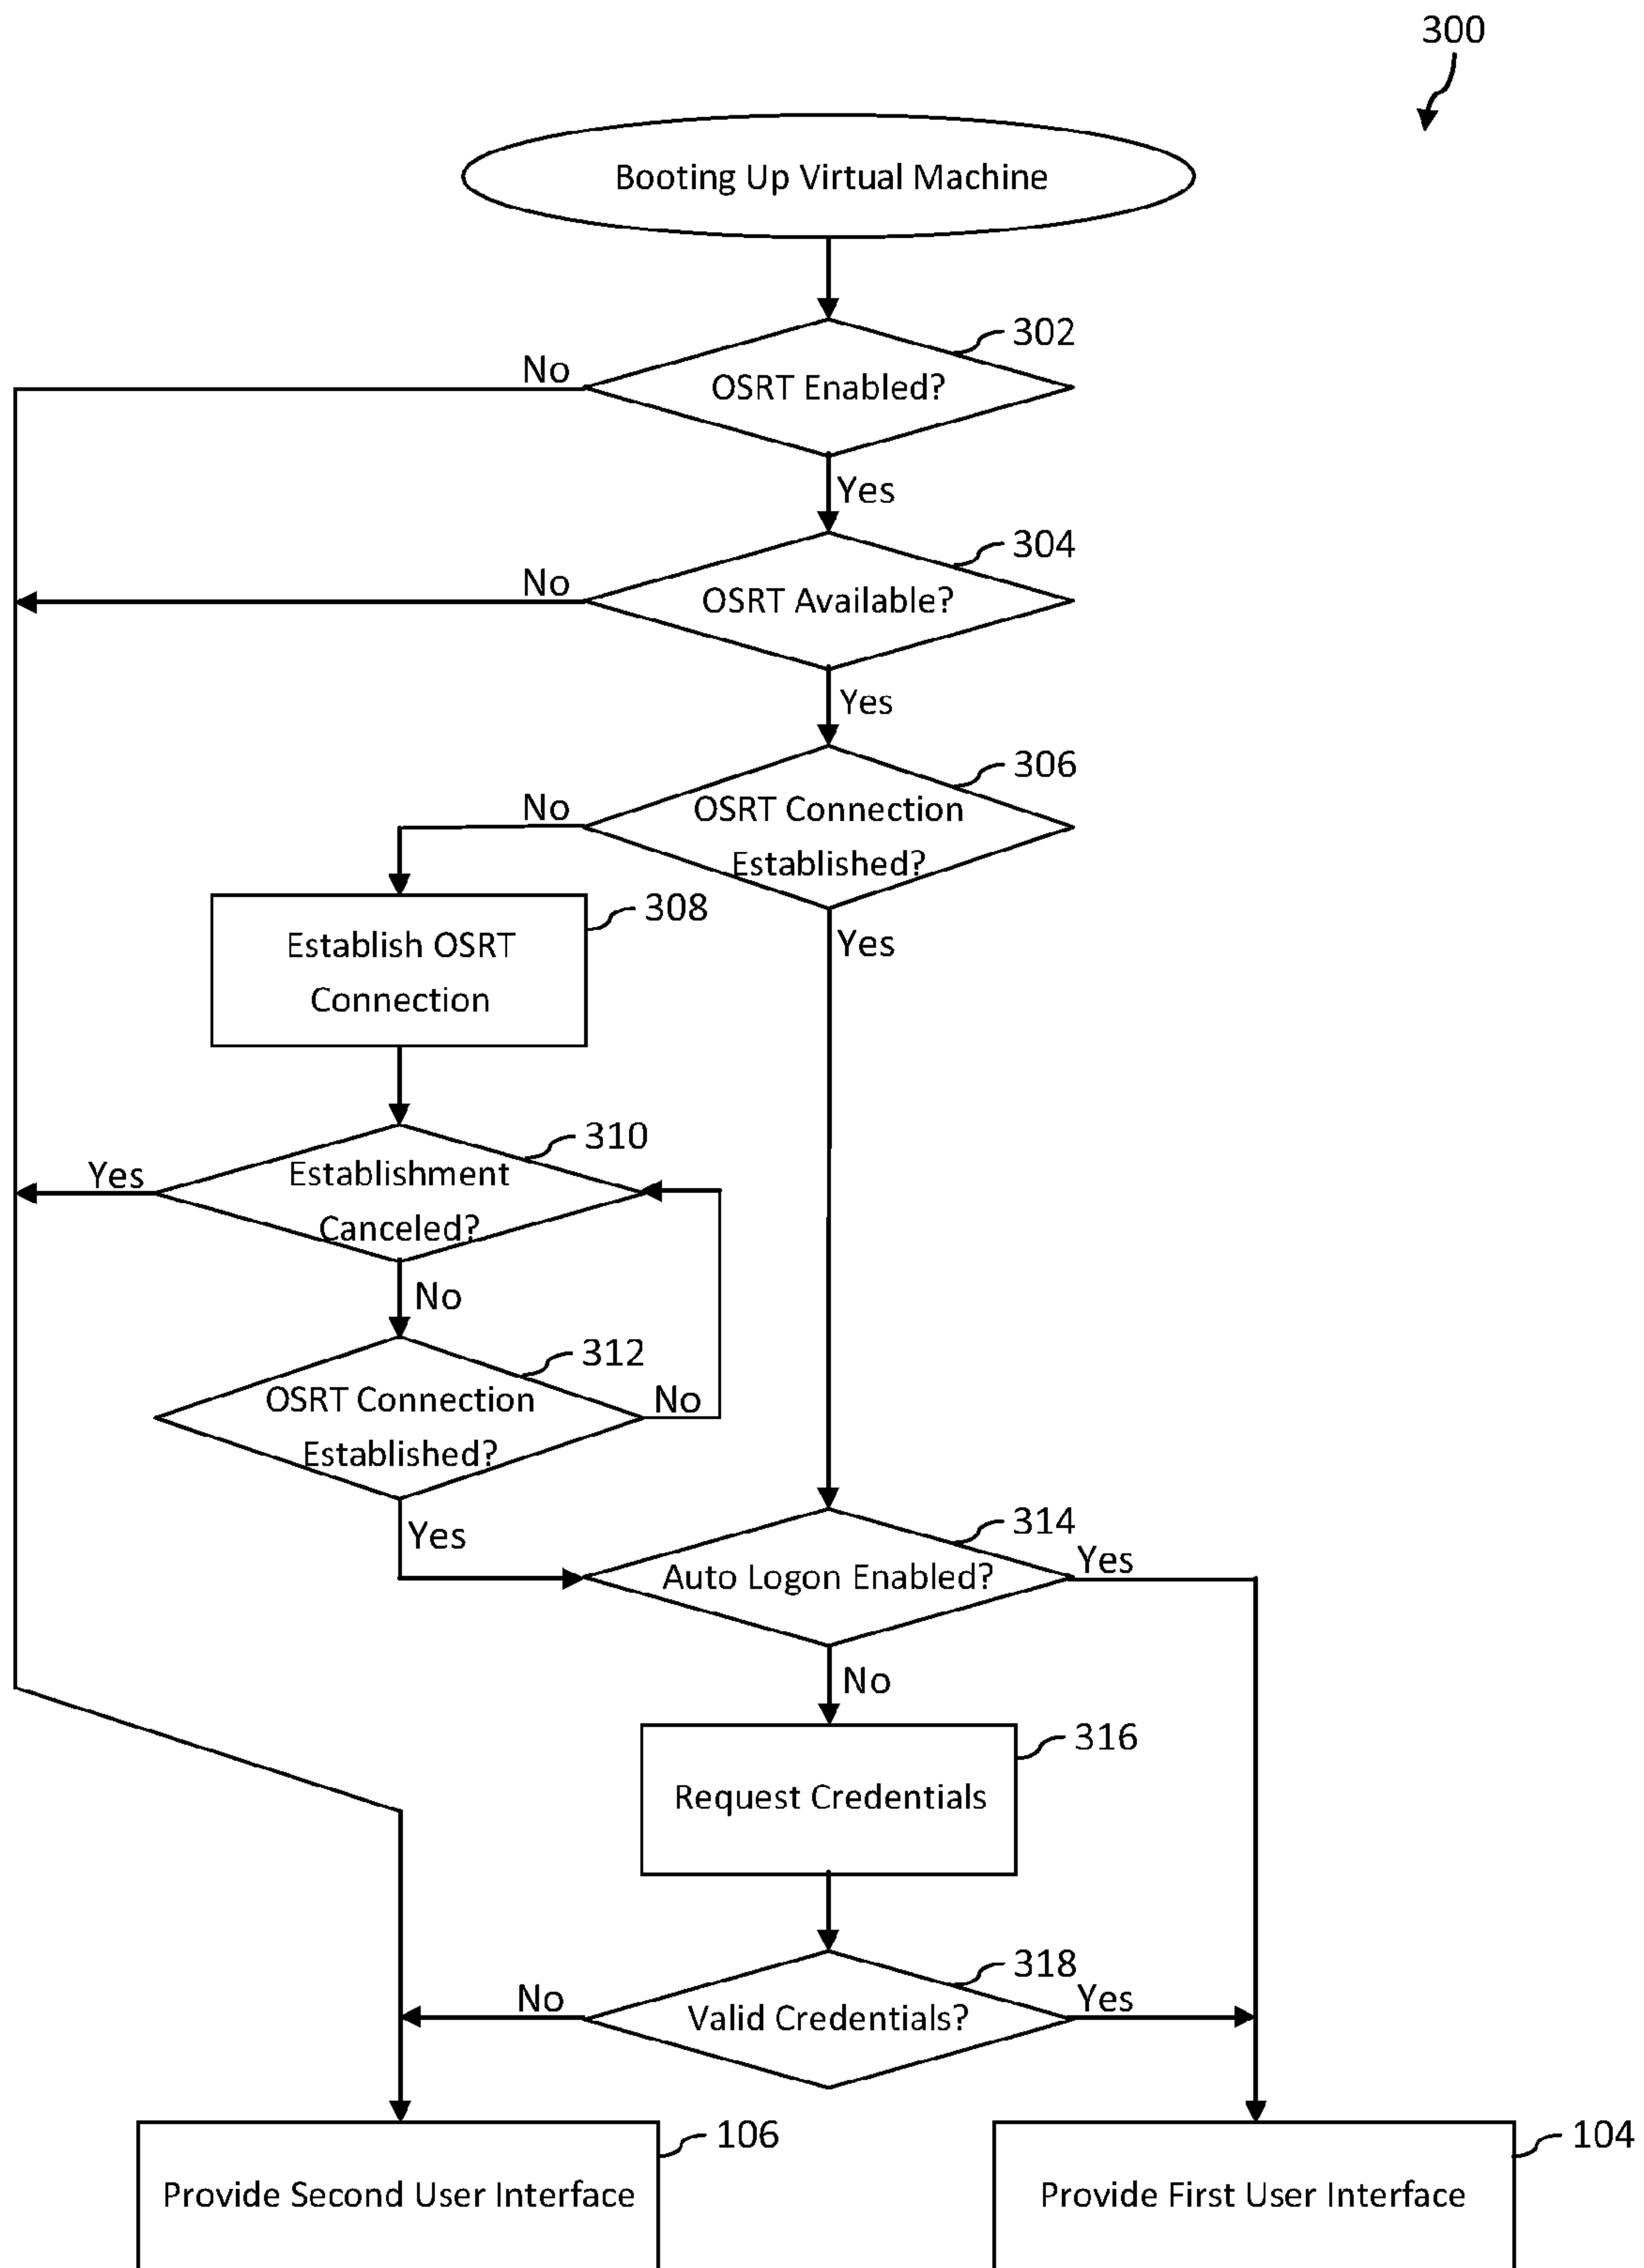 300
Booting Up Virtual Machine
302
No
OSRT Enabled?
Yes
304
No
OSRT Available?
Yes
306
No
OSRT Connection
Established?
308
Yes
Establish OSRT
Connection
310
Yes
Establishment
Canceled?
No
312
OSRT Connection
No
Established?
314
Yes
Yes
Auto Logon Enabled?
No
316
Request Credentials
318
No
Yes
Valid Credentials?
106
104
Provide Second User Interface
Provide First User Interface